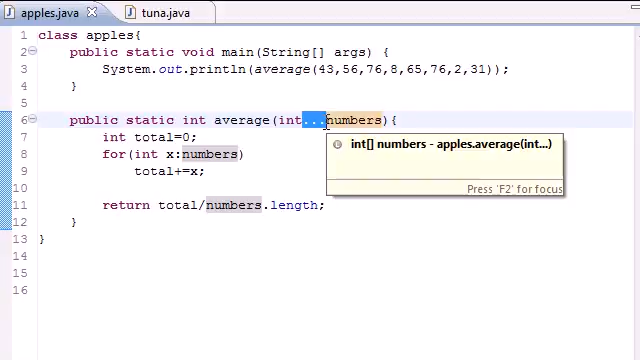 apples.java tuna.java
1 class apples{
2 public static void main(String[] args) {
3 System.out.println(average(43,56,76,8,65,76,2,31));
4 }
5
6 public static int average(int...numbers){
7 int total=0;
8 for(int x:numbers)
9 total+=x;
10
11 return total/numbers.length;
12 }
13 }
14
15
16
int[] numbers - apples.average(int...)
Press 'F2' for focus